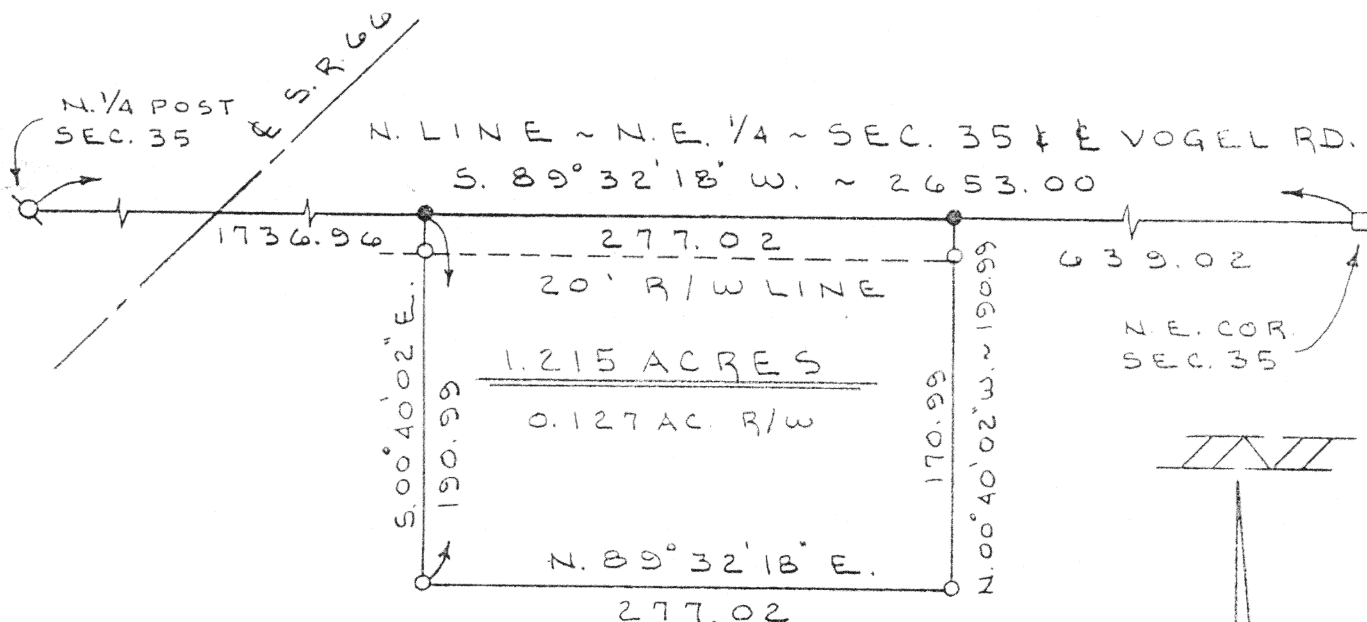 ℄ S.R. 66
N. 1/4 POST
SEC. 35
N. LINE ~ N.E. 1/4 ~ SEC. 35 & ℄ VOGEL RD.
S. 89° 32' 18" W. ~ 2653.00
1736.96
277.02
639.02
20' R/W LINE
N.E. COR.
SEC. 35
1.215 ACRES
0.127 AC. R/W
S. 00° 40' 02" E.
190.99
170.99
N. 00° 40' 02" W. ~ 190.99
N. 89° 32' 18" E.
277.02